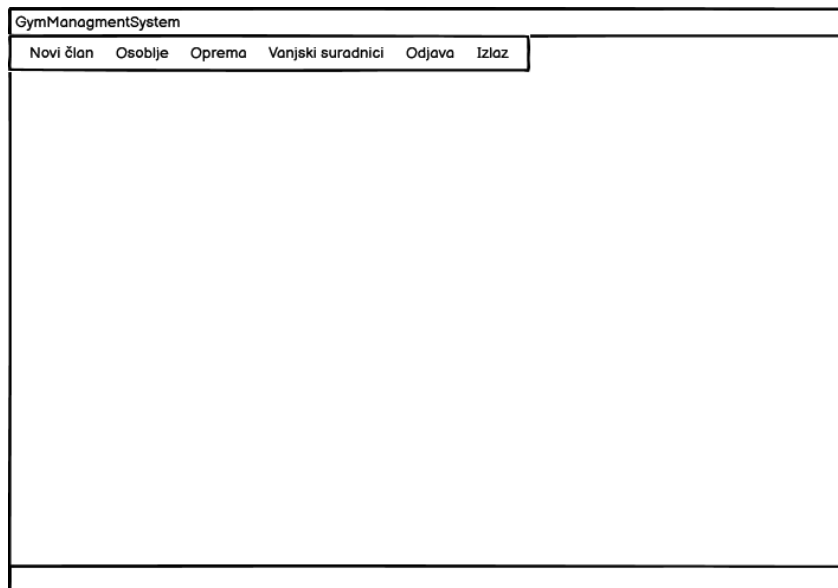 GymManagmentSystem
Novi član Osoblje Oprema Vanjski suradnici Odjava Izlaz